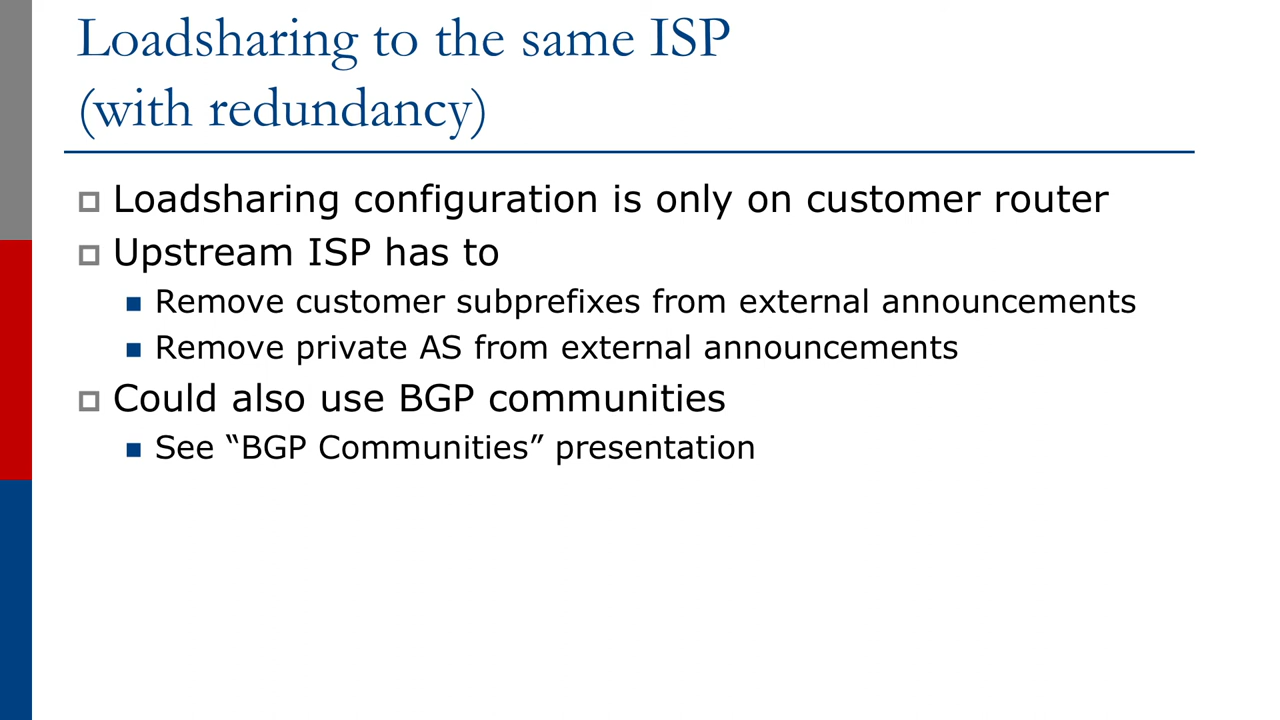 Loadsharing to the same ISP
(with redundancy)
Loadsharing configuration is only on customer router
Upstream ISP has to
Remove customer subprefixes from external announcements
Remove private AS from external announcements
Could also use BGP communities
See “BGP Communities” presentation